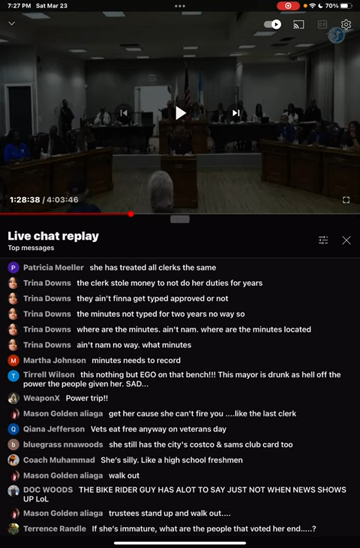 7:27 PM Sat Mar 23
70%
1:28:38 / 4:03:46
Live chat replay
Top messages
P Patricia Moeller she has treated all clerks the same
Trina Downs the clerk stole money to not do her duties for years
Trina Downs they ain't finna get typed approved or not
Trina Downs the minutes not typed for two years no way so
Trina Downs where are the minutes. ain't nam. where are the minutes located
Trina Downs ain't nam no way. what minutes
M Martha Johnson minutes needs to record
T Tirrell Wilson this nothing but EGO on that bench!!! This mayor is drunk as hell off the
power the people given her. SAD...
WeaponX Power trip!!
Mason Golden aliaga get her cause she can't fire you ....like the last clerk
Q Qiana Jefferson Vets eat free anyway on veterans day
b bluegrass nnawoods she still has the city's costco & sams club card too
Coach Muhammad She's silly. Like a high school freshmen
Mason Golden aliaga walk out
DOC WOODS THE BIKE RIDER GUY HAS ALOT TO SAY JUST NOT WHEN NEWS SHOWS
UP LoL
Mason Golden aliaga trustees stand up and walk out....
Terrence Randle If she's immature, what are the people that voted her end.....?